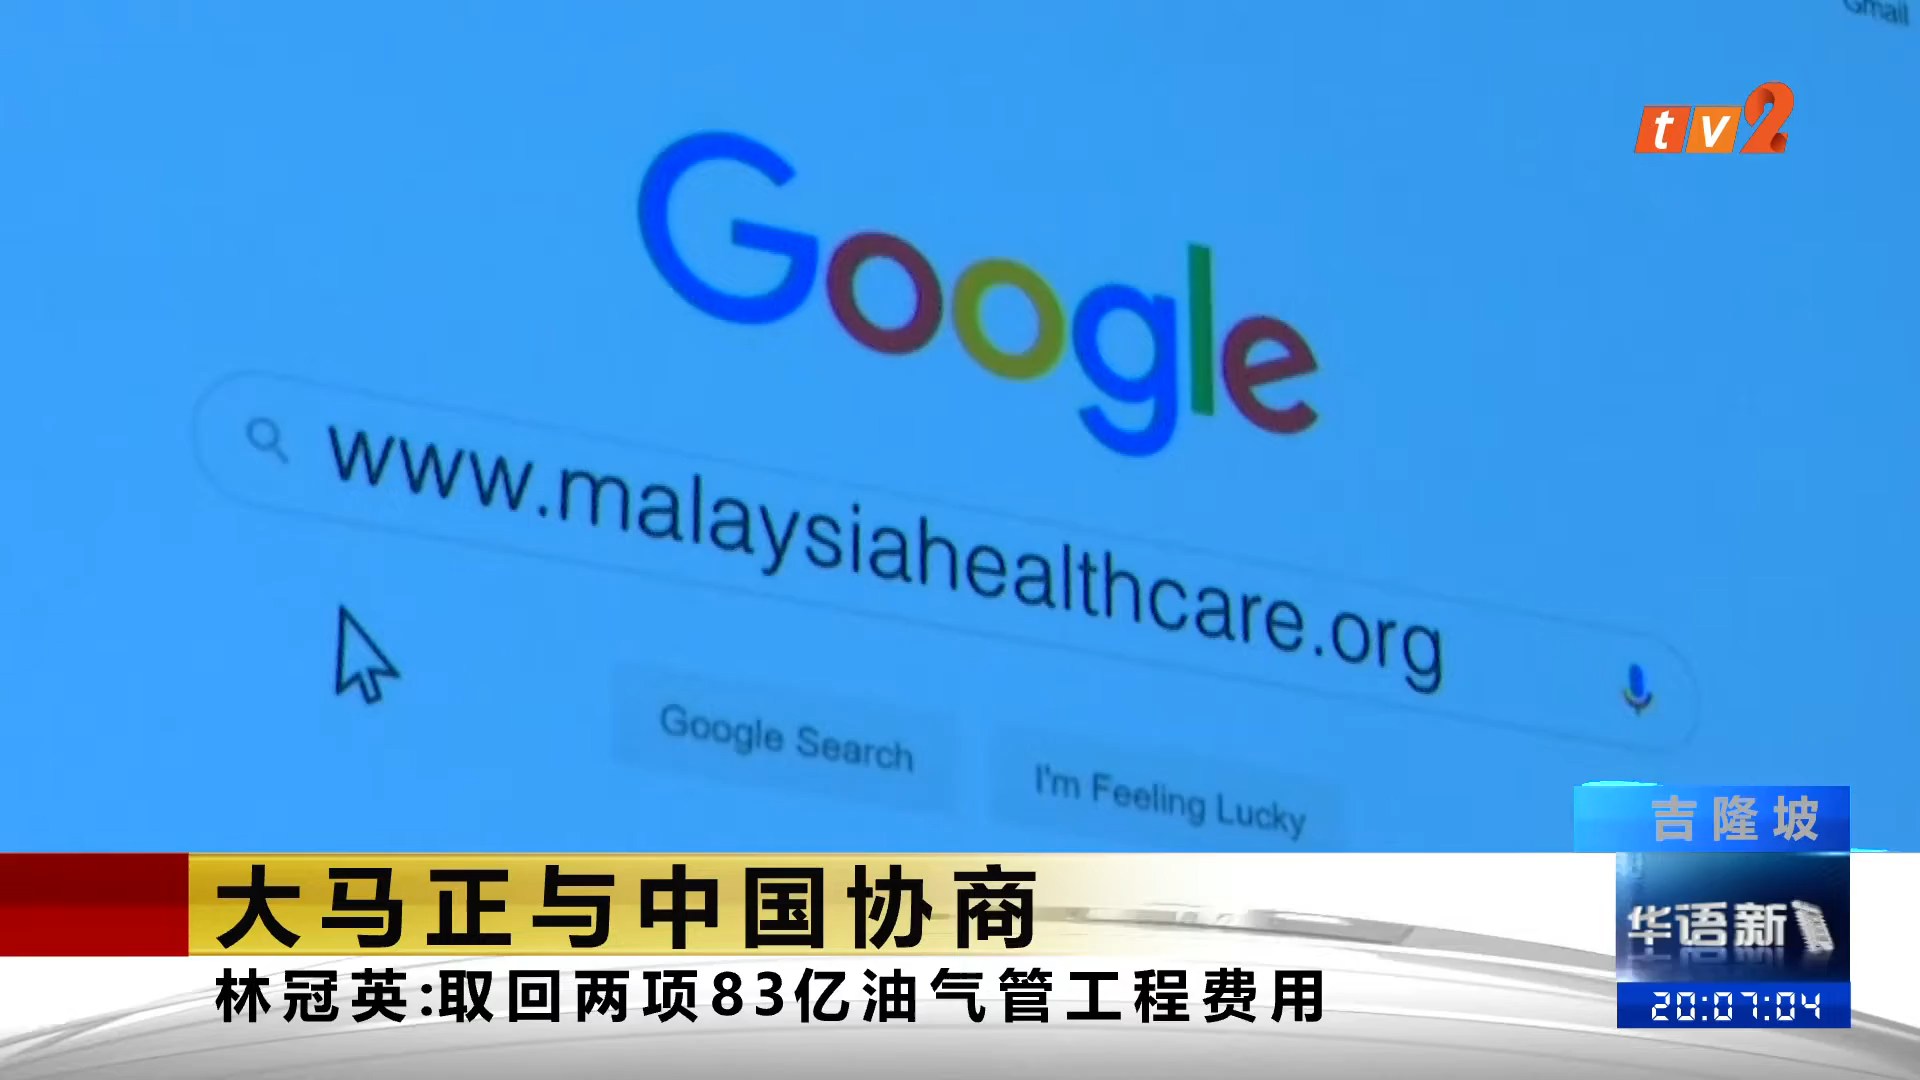 Gmail
tv2
Google
www.malaysiahealthcare.org
Google Search
I'm Feeling Lucky
吉隆坡
大马正与中国协商
华语新
林冠英:取回两项83亿油气管工程费用
20:07:04